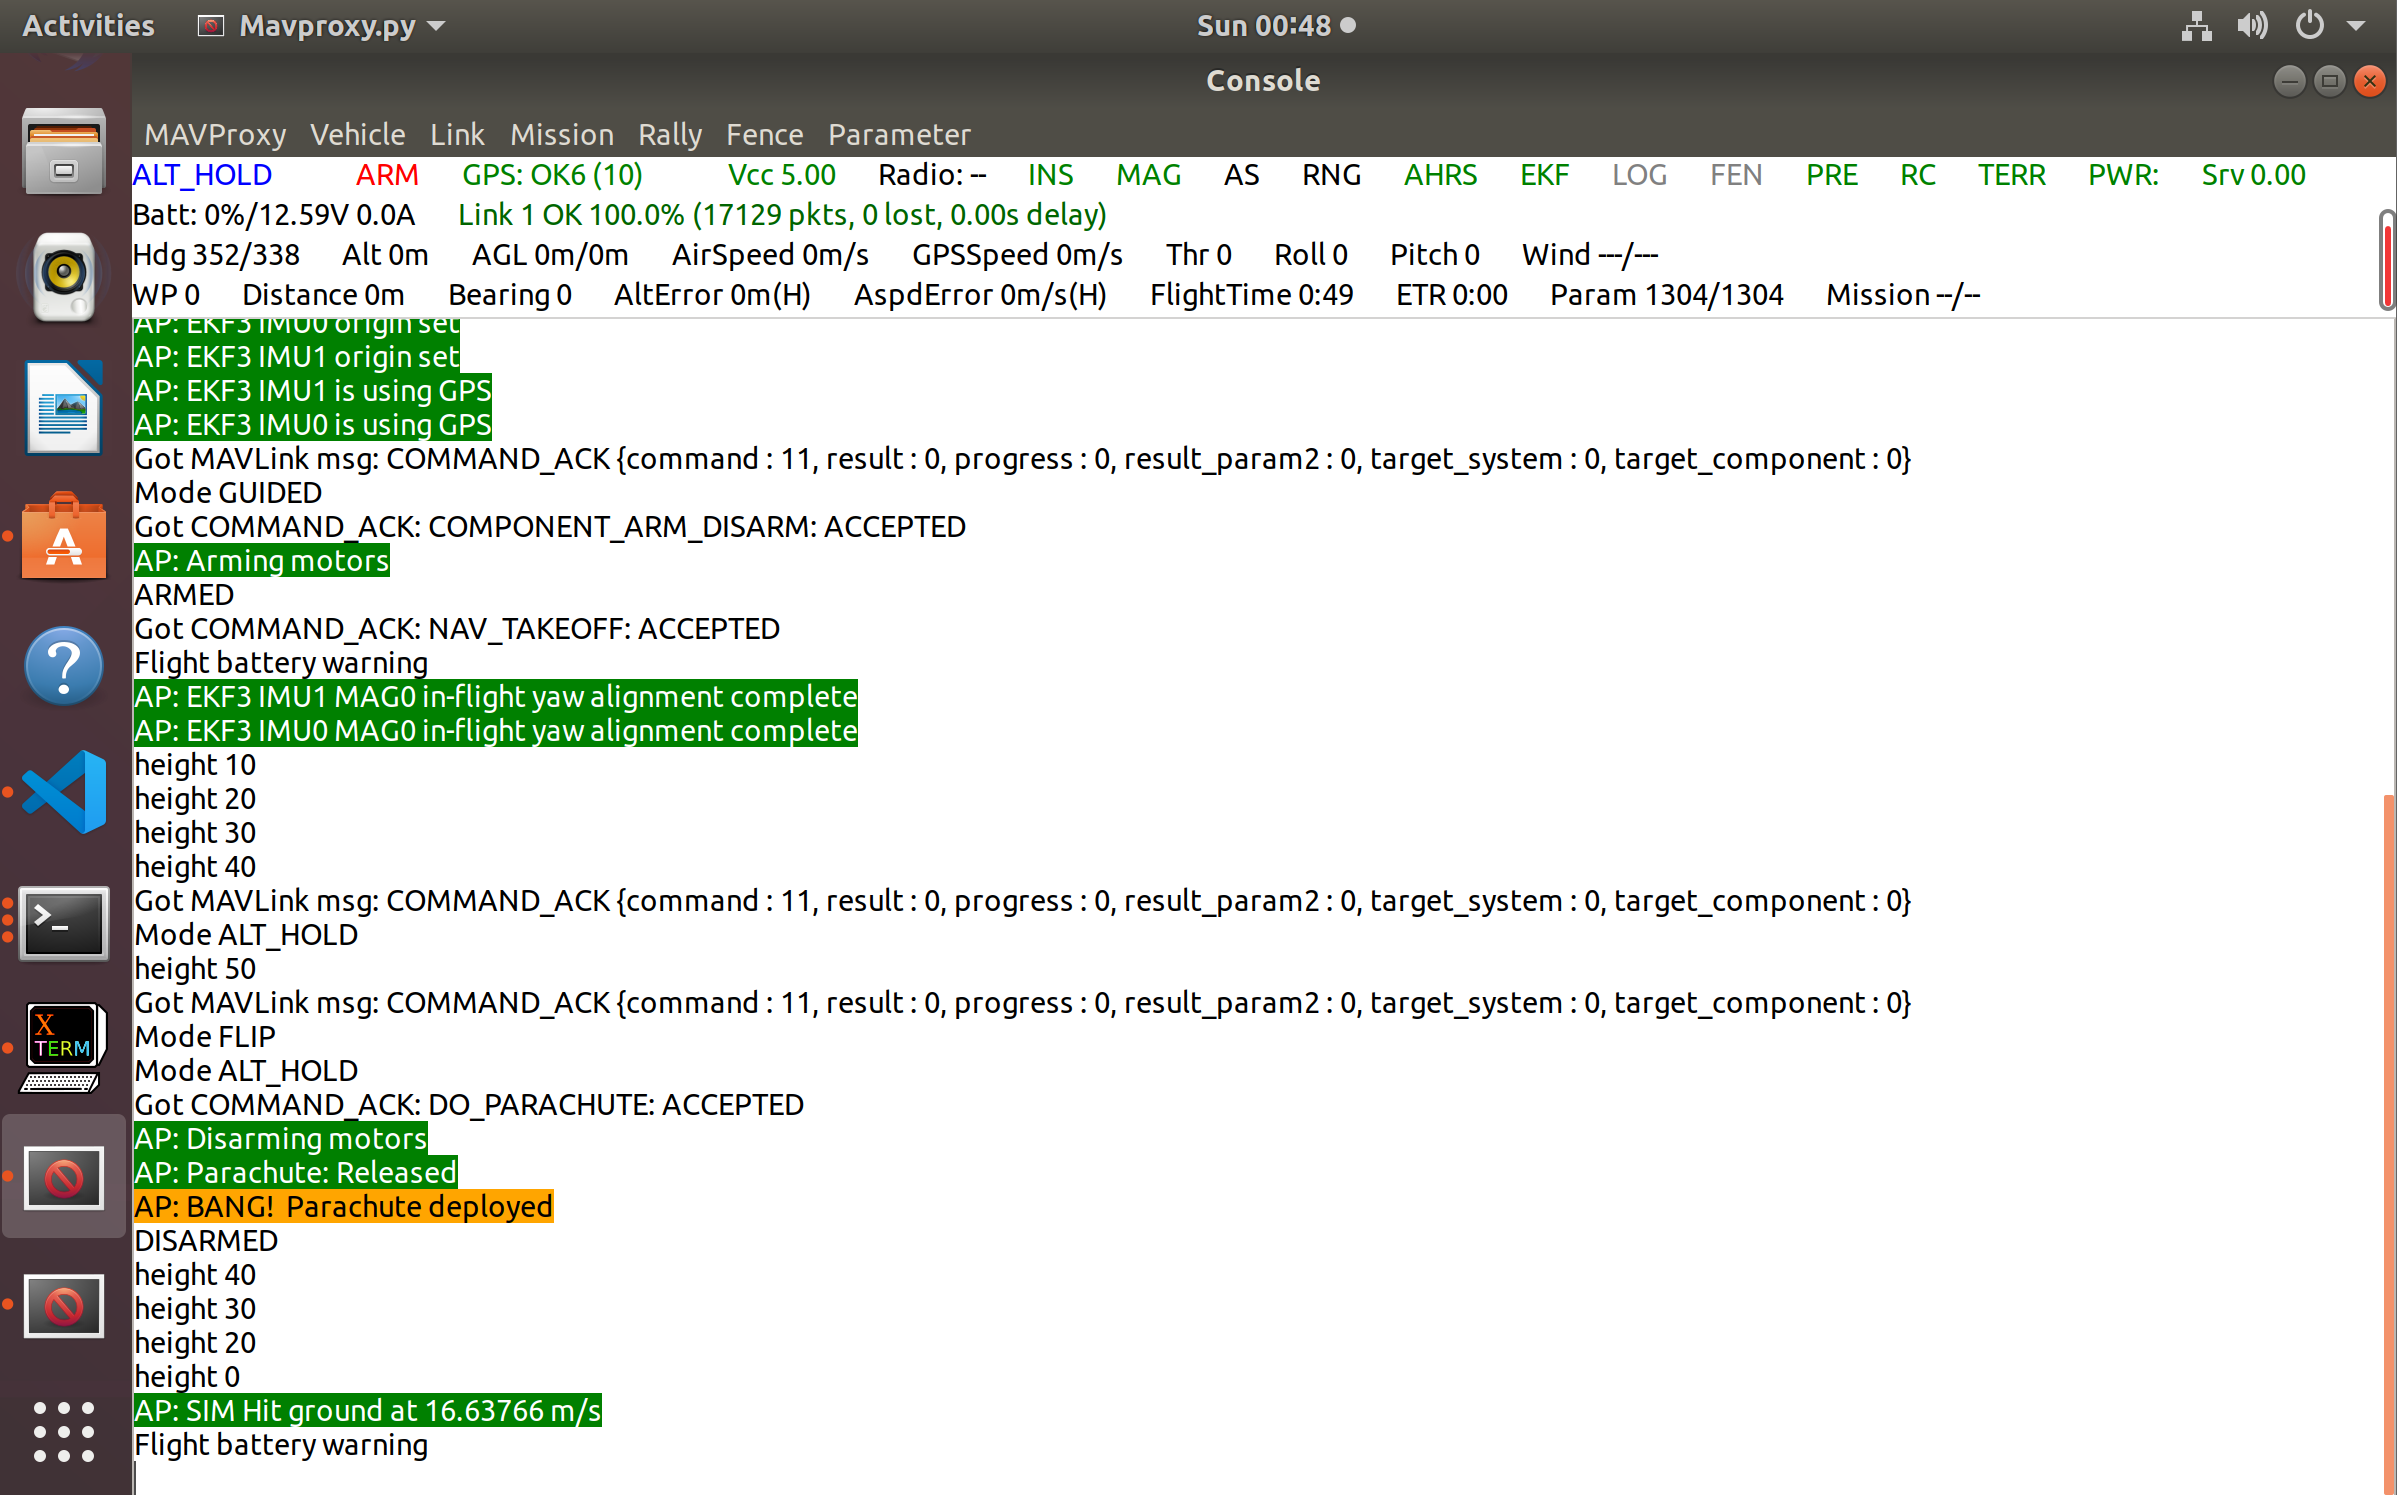 Activities Mavproxy.py Sun 00:48
Console
MAVProxy Vehicle Link Mission Rally Fence Parameter
ALT_HOLD ARM GPS: OK6 (10) Vcc 5.00 Radio: -- INS MAG AS RNG AHRS EKF LOG FEN PRE RC TERR PWR: Srv 0.00
Batt: 0%/12.59V 0.0A Link 1 OK 100.0% (17129 pkts, 0 lost, 0.00s delay)
Hdg 352/338 Alt 0m AGL 0m/0m AirSpeed 0m/s GPSSpeed 0m/s Thr 0 Roll 0 Pitch 0 Wind ---/---
WP 0 Distance 0m Bearing 0 AltError 0m(H) AspdError 0m/s(H) FlightTime 0:49 ETR 0:00 Param 1304/1304 Mission --/--
AP: EKF3 IMU0 origin set
AP: EKF3 IMU1 origin set
AP: EKF3 IMU1 is using GPS
AP: EKF3 IMU0 is using GPS
Got MAVLink msg: COMMAND_ACK {command : 11, result : 0, progress : 0, result_param2 : 0, target_system : 0, target_component : 0}
Mode GUIDED
Got COMMAND_ACK: COMPONENT_ARM_DISARM: ACCEPTED
AP: Arming motors
ARMED
Got COMMAND_ACK: NAV_TAKEOFF: ACCEPTED
Flight battery warning
AP: EKF3 IMU1 MAG0 in-flight yaw alignment complete
AP: EKF3 IMU0 MAG0 in-flight yaw alignment complete
height 10
height 20
height 30
height 40
Got MAVLink msg: COMMAND_ACK {command : 11, result : 0, progress : 0, result_param2 : 0, target_system : 0, target_component : 0}
Mode ALT_HOLD
height 50
Got MAVLink msg: COMMAND_ACK {command : 11, result : 0, progress : 0, result_param2 : 0, target_system : 0, target_component : 0}
Mode FLIP
Mode ALT_HOLD
Got COMMAND_ACK: DO_PARACHUTE: ACCEPTED
AP: Disarming motors
AP: Parachute: Released
AP: BANG!  Parachute deployed
DISARMED
height 40
height 30
height 20
height 0
AP: SIM Hit ground at 16.63766 m/s
Flight battery warning
X
TERM